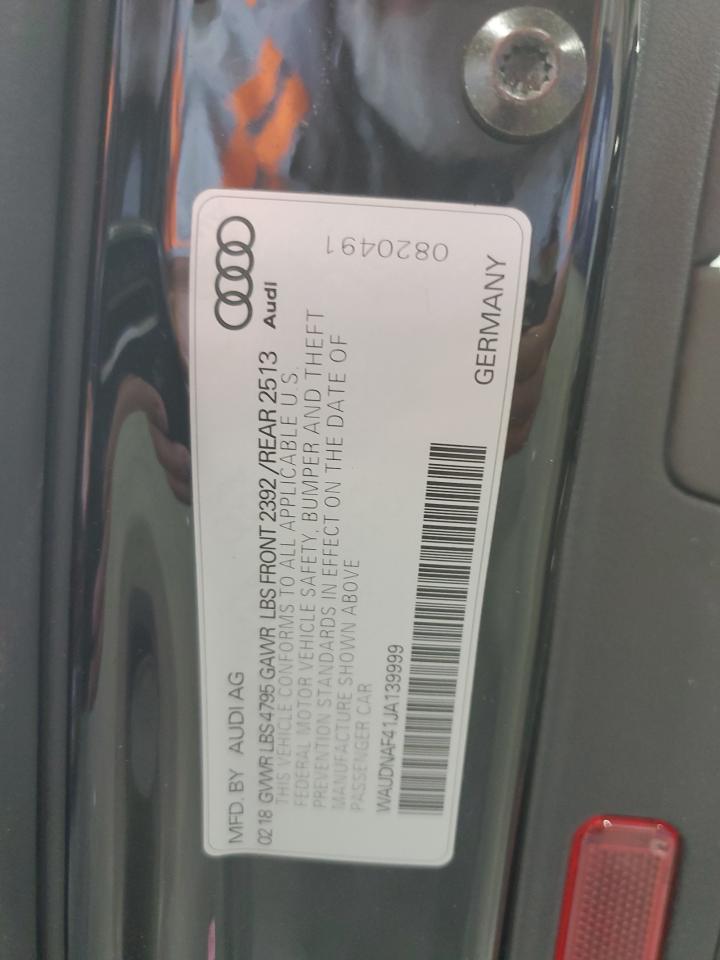 Audi
MFD. BY AUDI AG
02 18 GVWR LBS 4795 GAWR LBS FRONT 2392 /REAR 2513
THIS VEHICLE CONFORMS TO ALL APPLICABLE U.S.
FEDERAL MOTOR VEHICLE SAFETY, BUMPER AND THEFT
PREVENTION STANDARDS IN EFFECT ON THE DATE OF
MANUFACTURE SHOWN ABOVE
PASSENGER CAR
WAUDNAF41JA139999
GERMANY
0820491